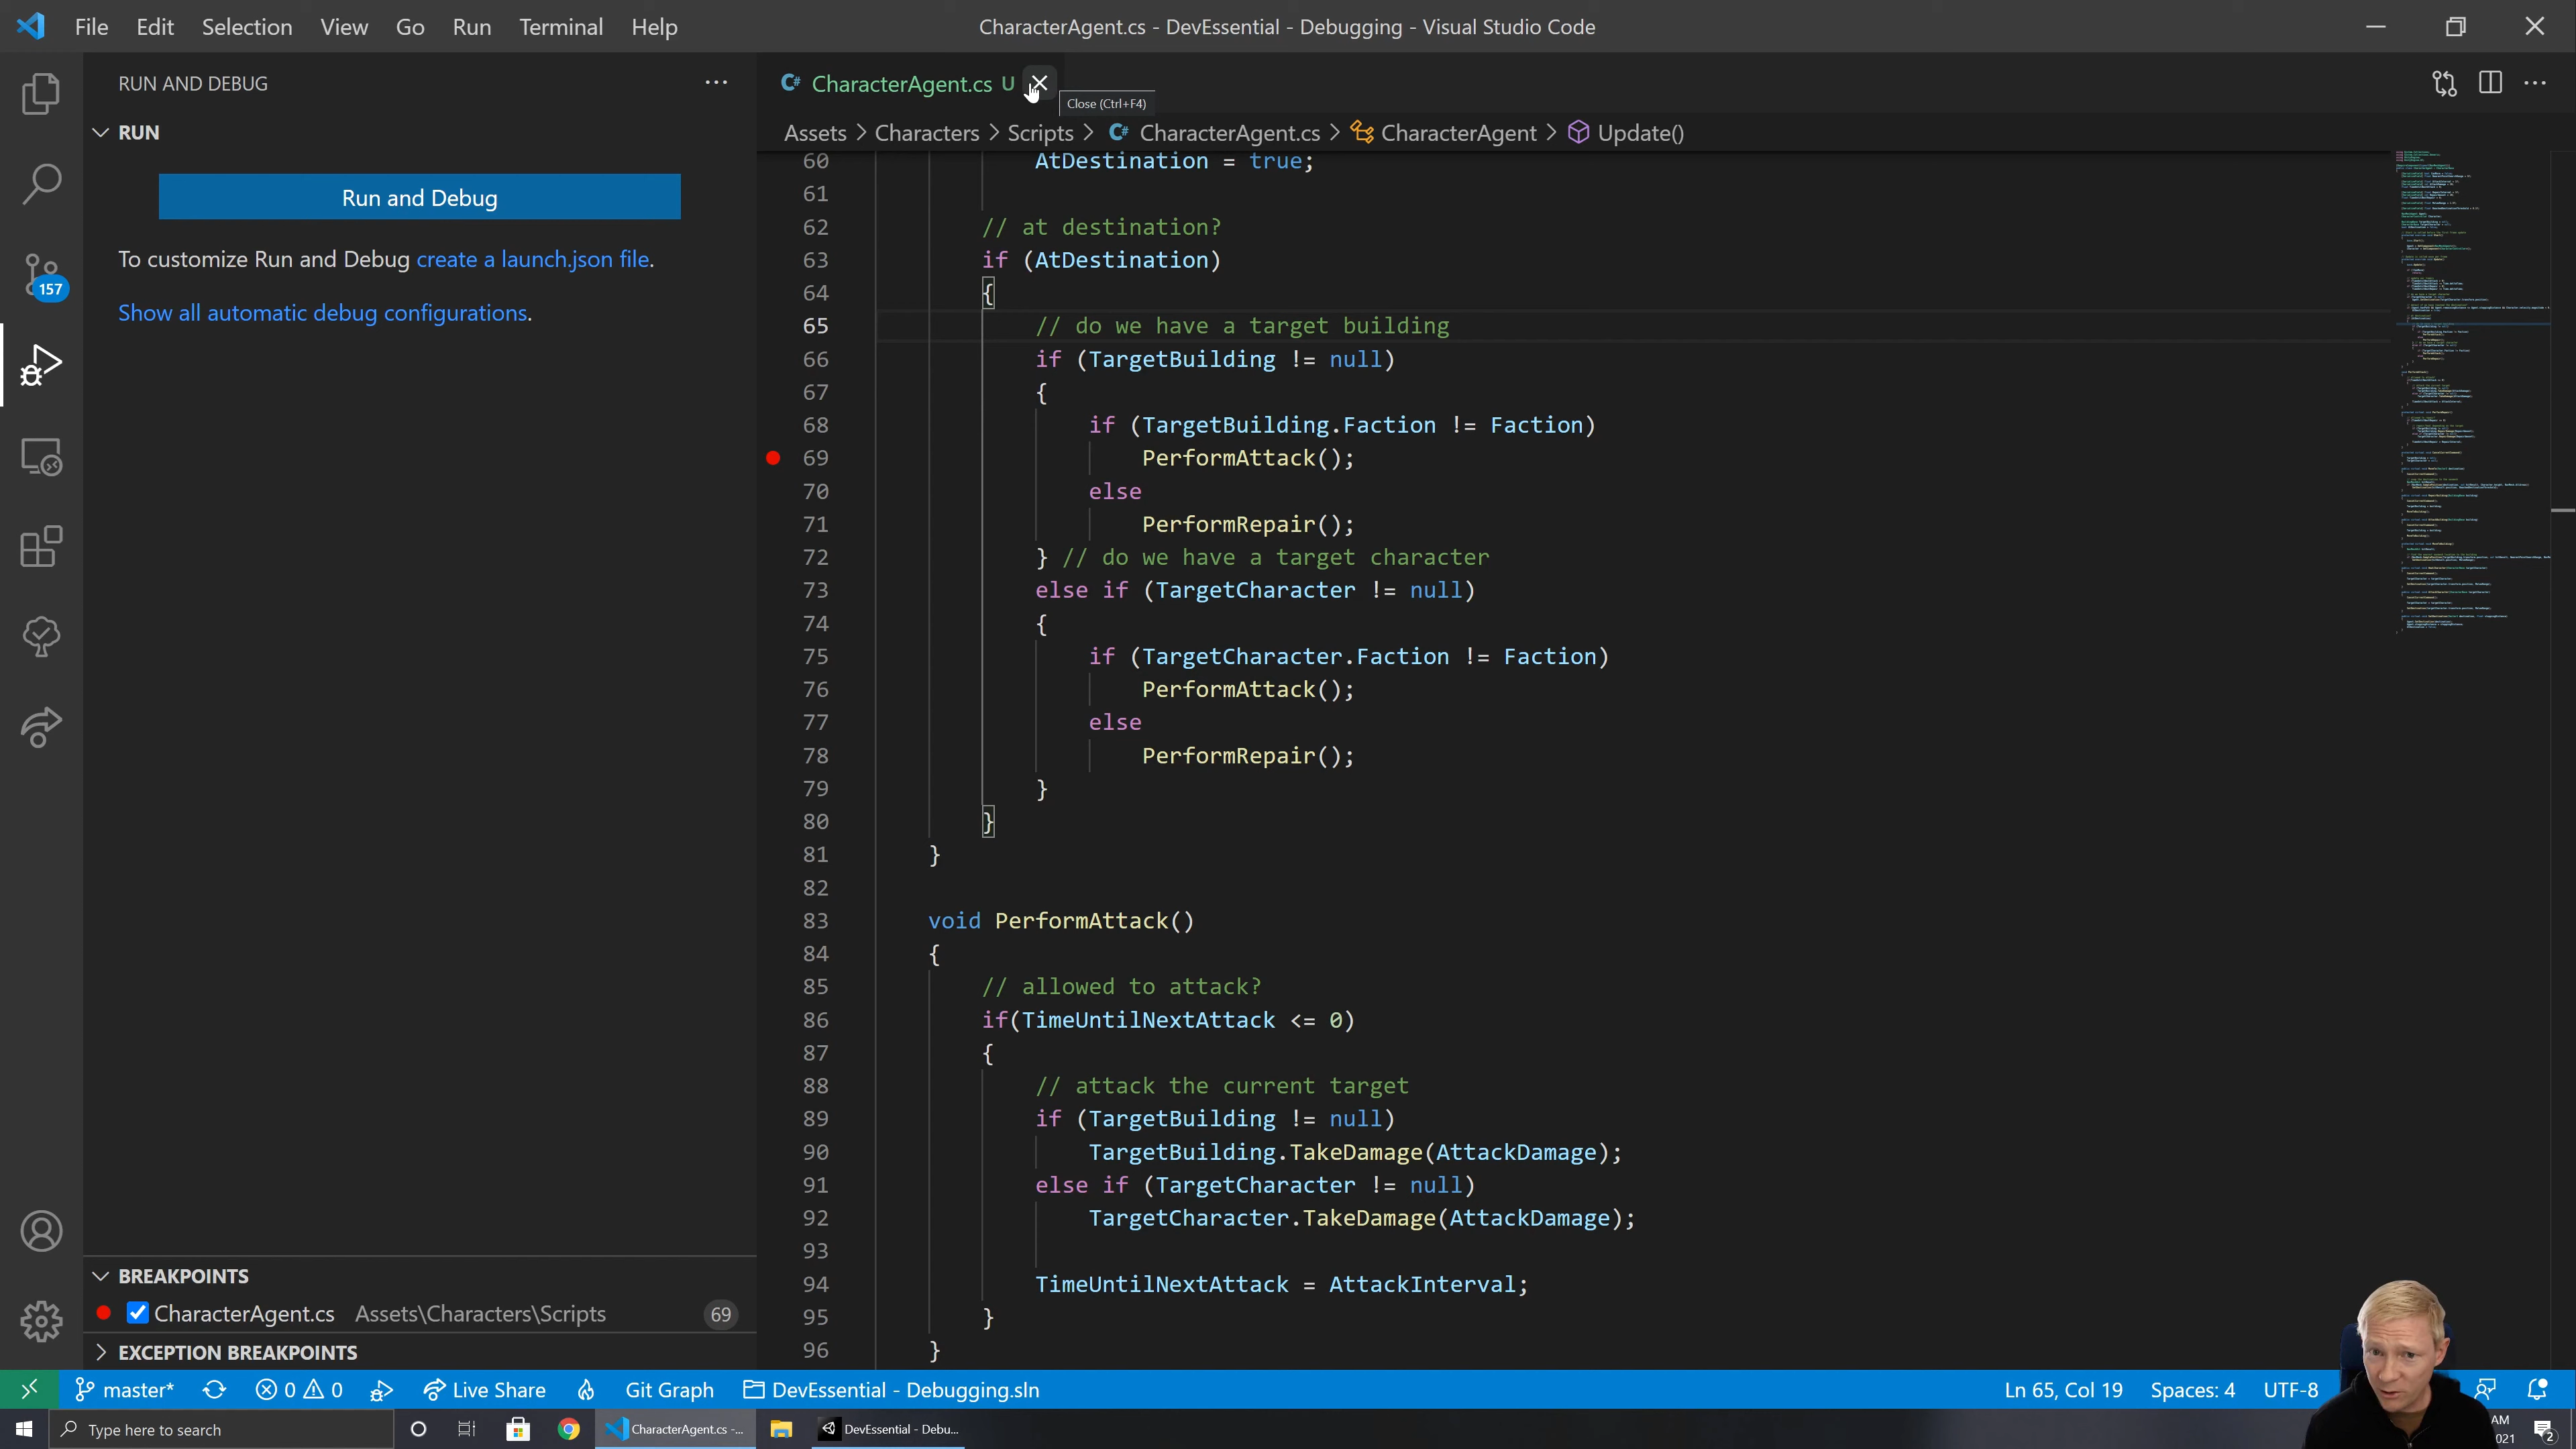 File Edit Selection View Go Run Terminal Help
CharacterAgent.cs - DevEssential - Debugging - Visual Studio Code
RUN AND DEBUG
CharacterAgent.cs U
Close (Ctrl+F4)
RUN
Assets > Characters > Scripts > CharacterAgent.cs > CharacterAgent > Update()
Run and Debug
To customize Run and Debug create a launch.json file.
Show all automatic debug configurations.
157
60 AtDestination = true;
61
62 // at destination?
63 if (AtDestination)
64 {
65 // do we have a target building
66 if (TargetBuilding != null)
67 {
68 if (TargetBuilding.Faction != Faction)
69 PerformAttack();
70 else
71 PerformRepair();
72 } // do we have a target character
73 else if (TargetCharacter != null)
74 {
75 if (TargetCharacter.Faction != Faction)
76 PerformAttack();
77 else
78 PerformRepair();
79 }
80 }
81 }
82
83 void PerformAttack()
84 {
85 // allowed to attack?
86 if(TimeUntilNextAttack <= 0)
87 {
88 // attack the current target
89 if (TargetBuilding != null)
90 TargetBuilding.TakeDamage(AttackDamage);
91 else if (TargetCharacter != null)
92 TargetCharacter.TakeDamage(AttackDamage);
93
94 TimeUntilNextAttack = AttackInterval;
95 }
96 }
BREAKPOINTS
CharacterAgent.cs Assets\Characters\Scripts 69
EXCEPTION BREAKPOINTS
master* 0 0 Live Share Git Graph DevEssential - Debugging.sln Ln 65, Col 19 Spaces: 4 UTF-8
Type here to search CharacterAgent.cs -... DevEssential - Debu... AM
021 2